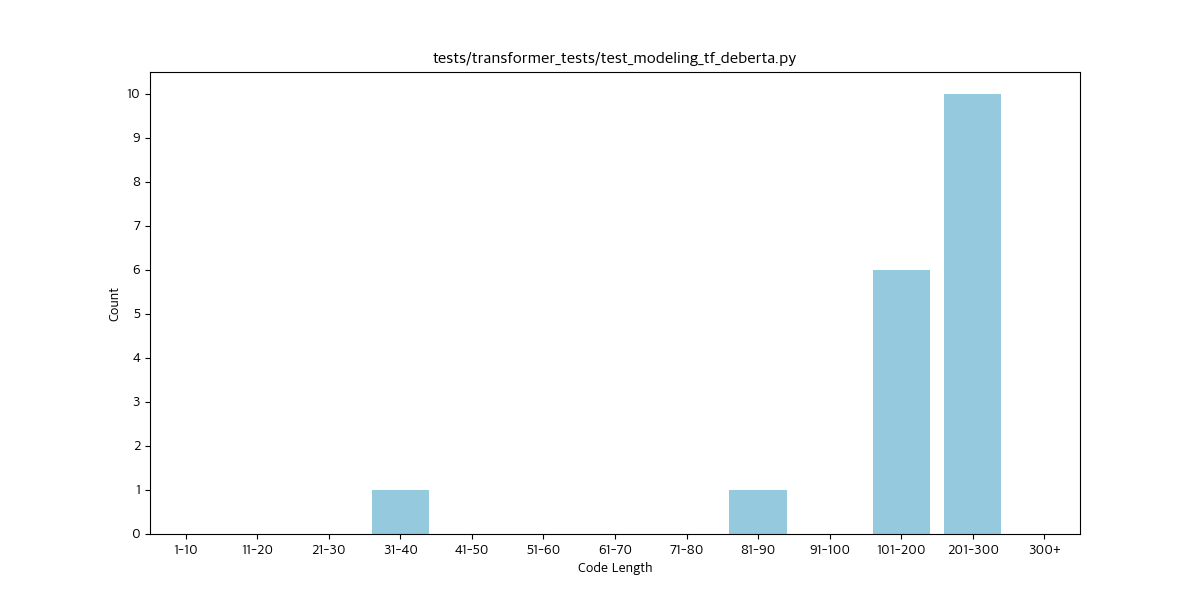 tests/transformer_tests/test_modeling_tf_deberta.py
10
9
8
7
6
5
4
3
2
1
0
Count
1-10 11-20 21-30 31-40 41-50 51-60 61-70 71-80 81-90 91-100 101-200 201-300 300+
Code Length